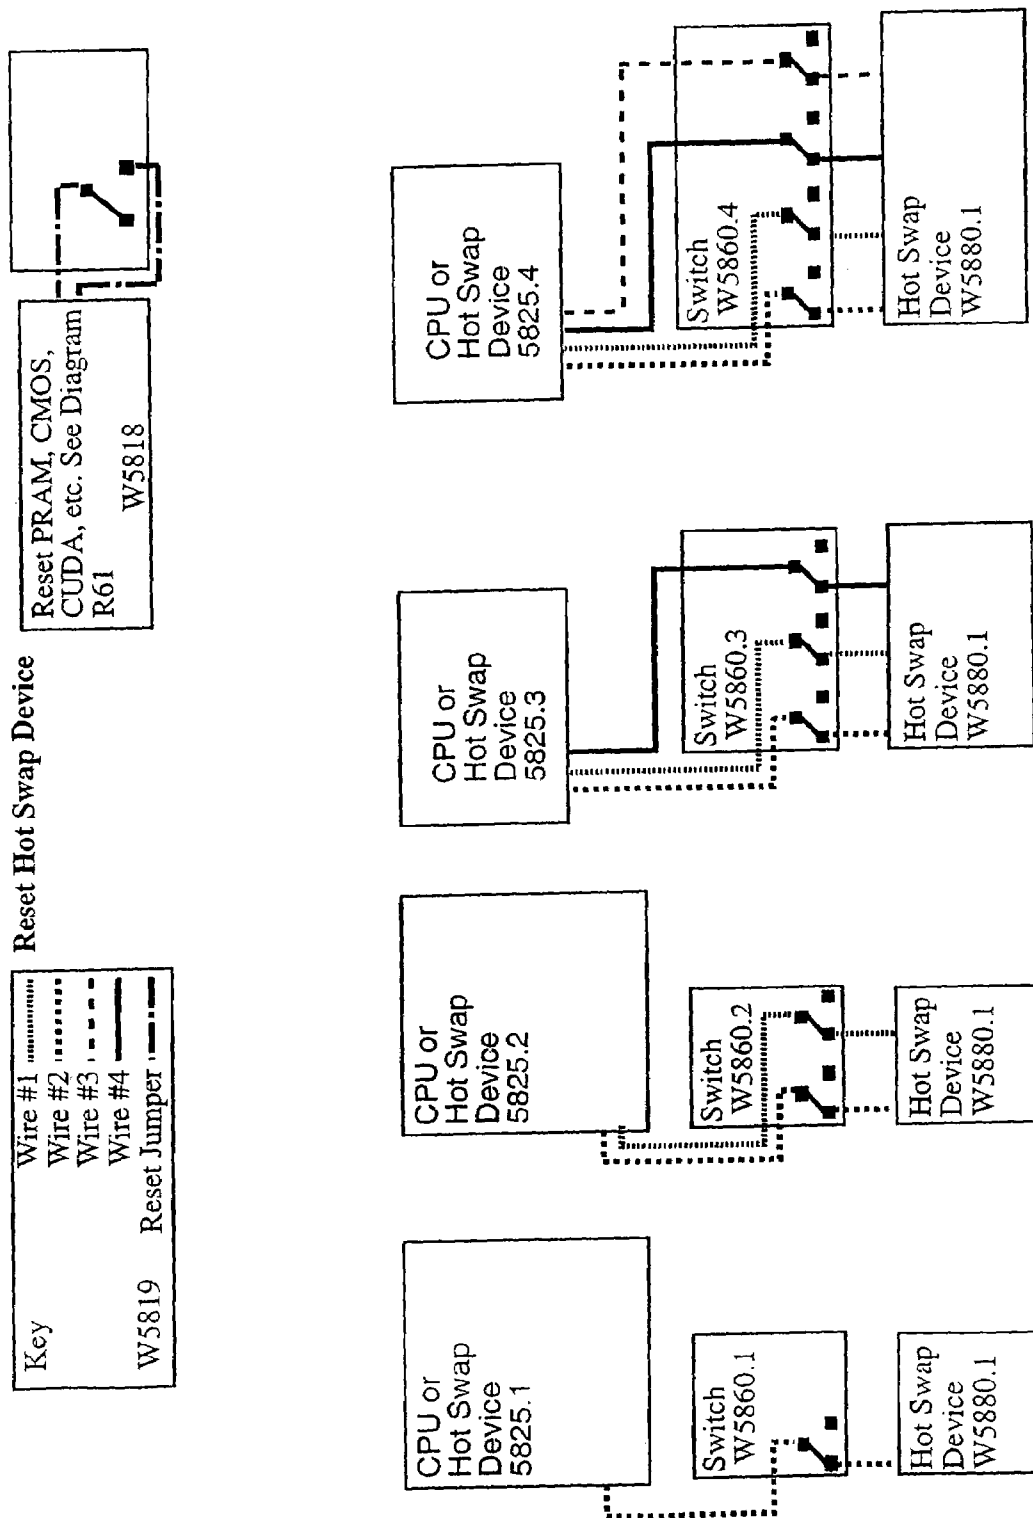 Reset Hot Swap Device
Key
Wire #1
Wire #2
Wire #3
Wire #4
W5819 Reset Jumper
Reset PRAM, CMOS,
CUDA, etc. See Diagram
R61
W5818
CPU or
Hot Swap
Device
5825.1
Switch
W5860.1
Hot Swap
Device
W5880.1
CPU or
Hot Swap
Device
5825.2
Switch
W5860.2
Hot Swap
Device
W5880.1
CPU or
Hot Swap
Device
5825.3
Switch
W5860.3
Hot Swap
Device
W5880.1
CPU or
Hot Swap
Device
5825.4
Switch
W5860.4
Hot Swap
Device
W5880.1